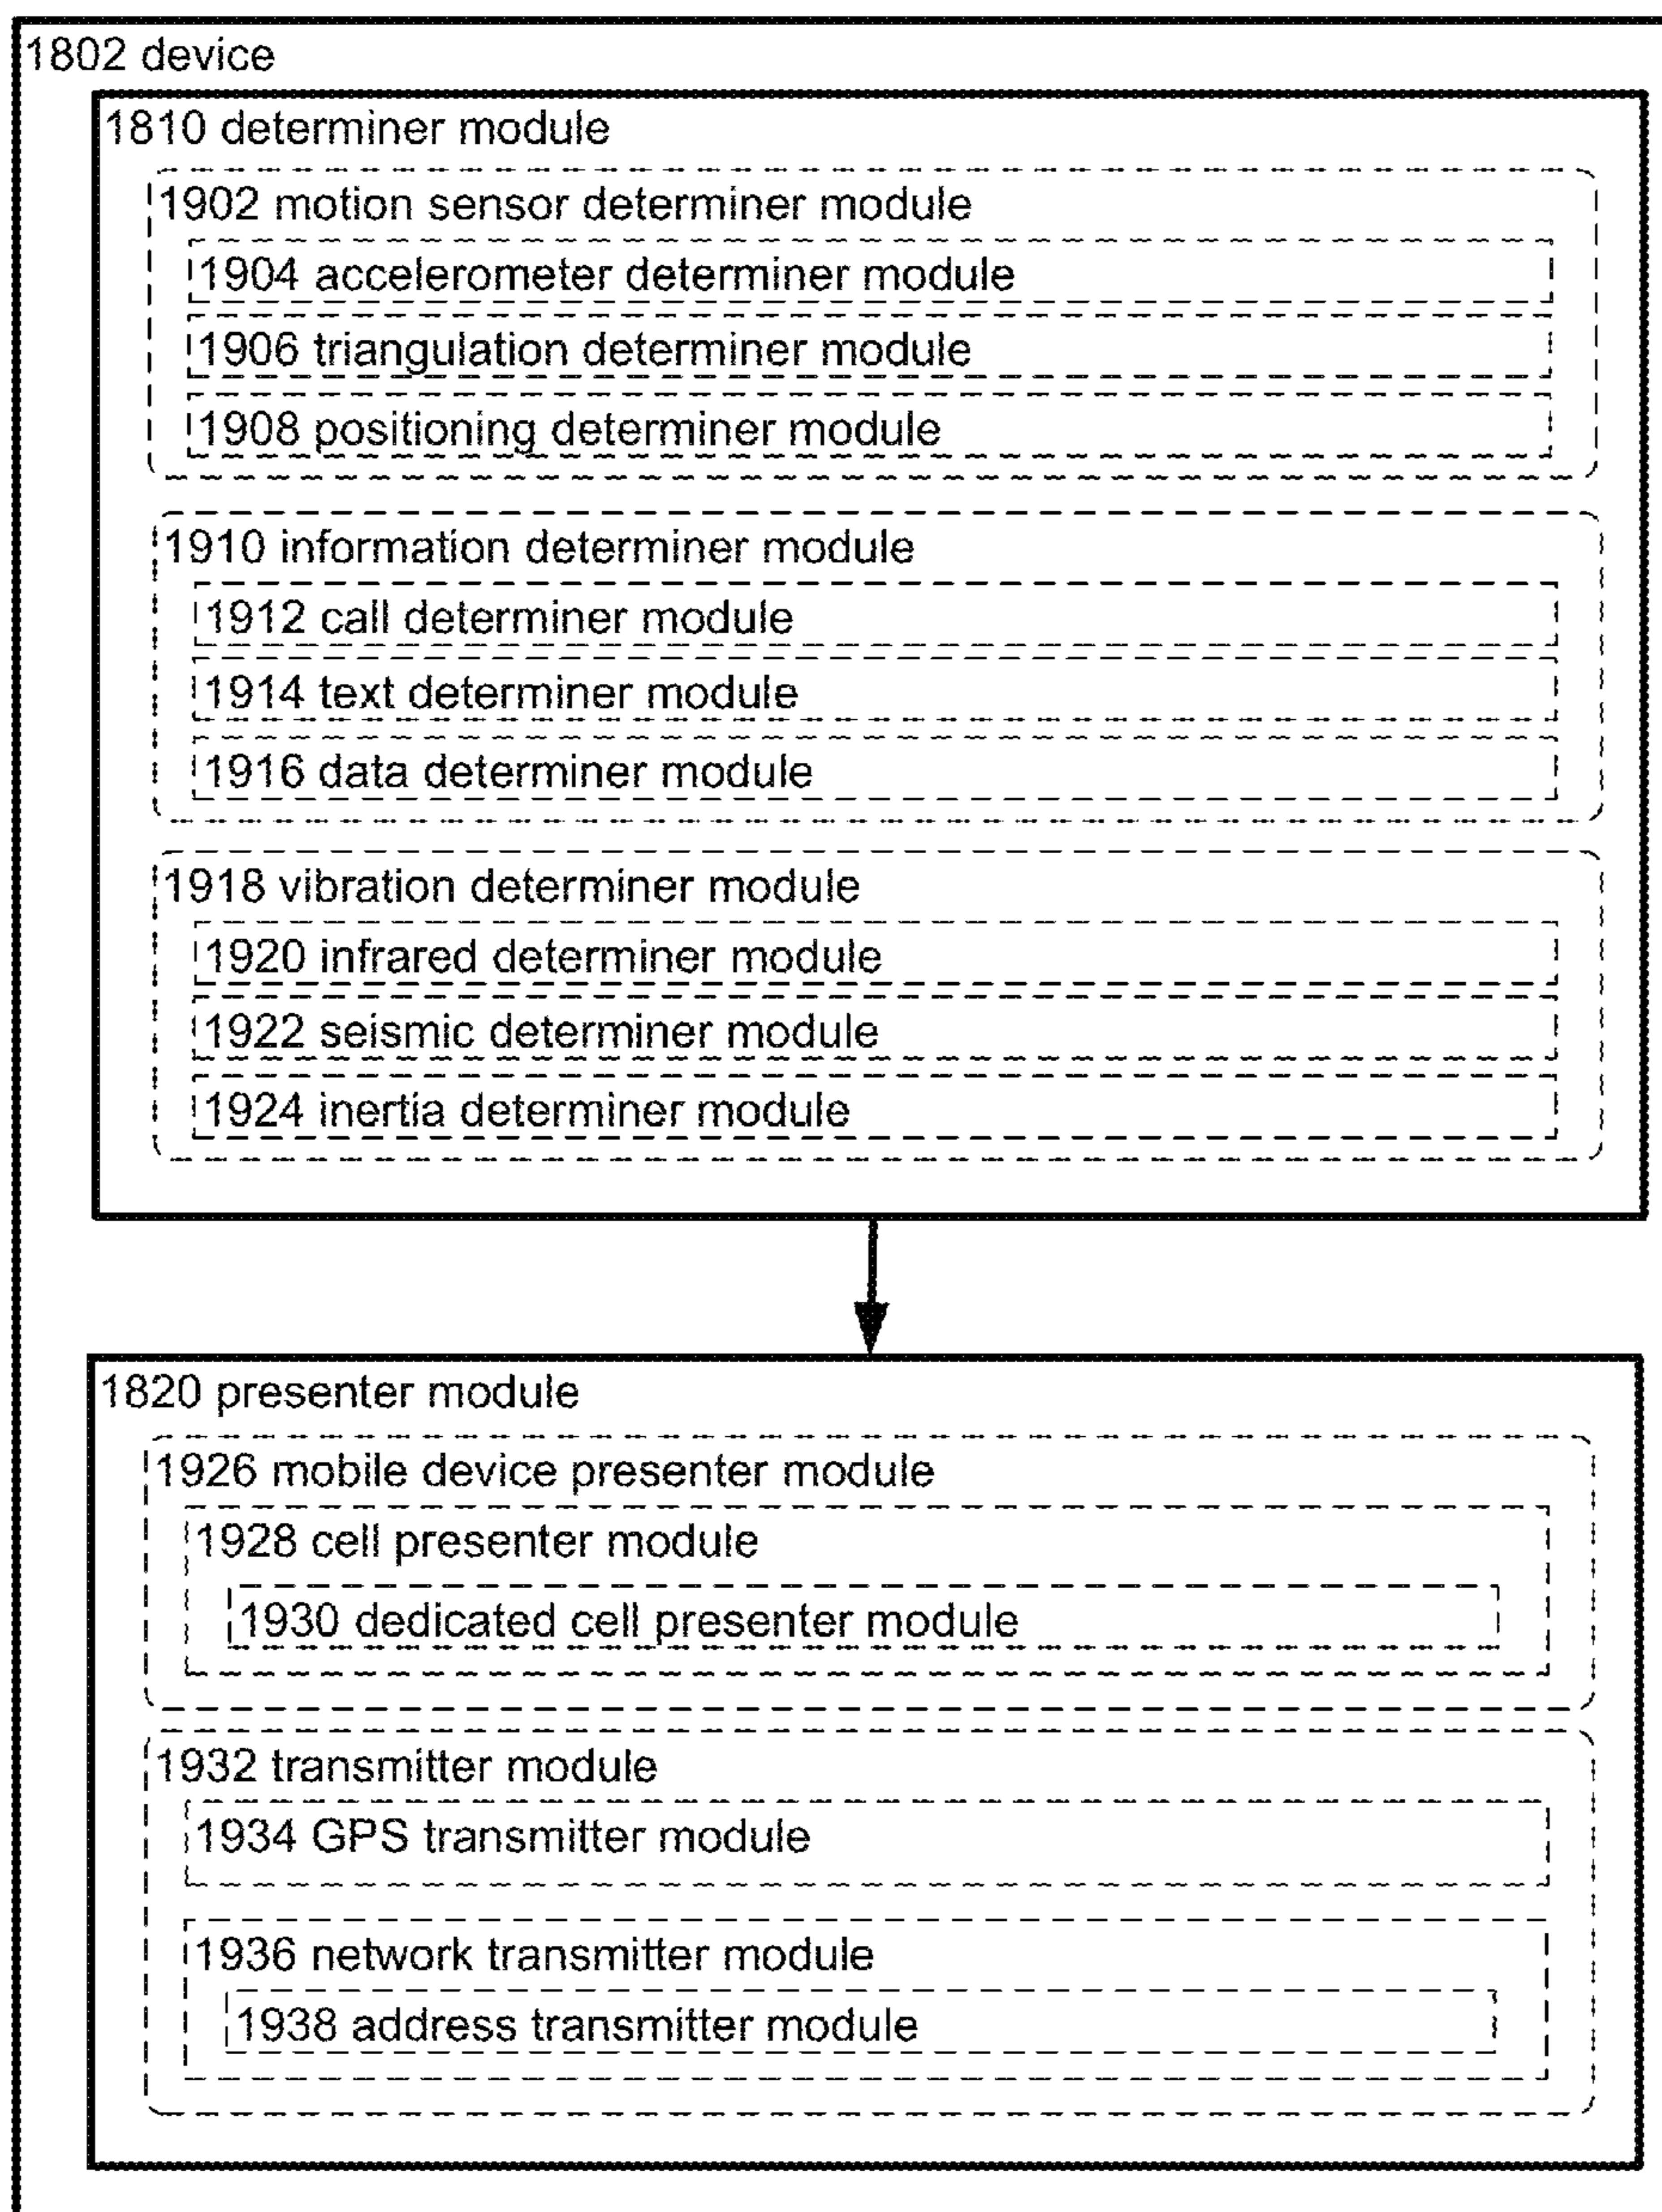 1802 device
1810 determiner module
1902 motion sensor determiner module
1904 accelerometer determiner module
1906 triangulation determiner module
1908 positioning determiner module
1910 information determiner module
1912 call determiner module
1914 text determiner module
1916 data determiner module
1918 vibration determiner module
1920 infrared determiner module
1922 seismic determiner module
1924 inertia determiner module
1820 presenter module
1926 mobile device presenter module
1928 cell presenter module
1930 dedicated cell presenter module
1932 transmitter module
1934 GPS transmitter module
1936 network transmitter module
1938 address transmitter module